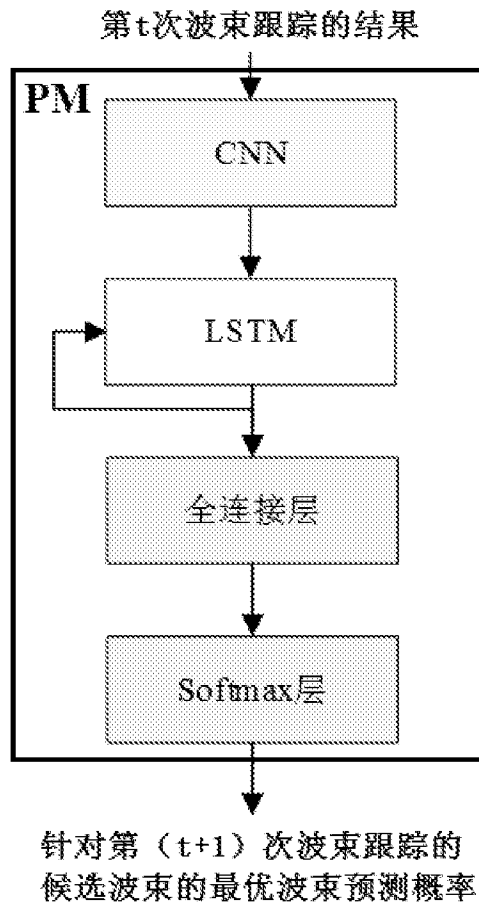 第t次波束跟踪的结果
PM
CNN
LSTM
全连接层
Softmax层
针对第（t+1）次波束跟踪的
候选波束的最优波束预测概率